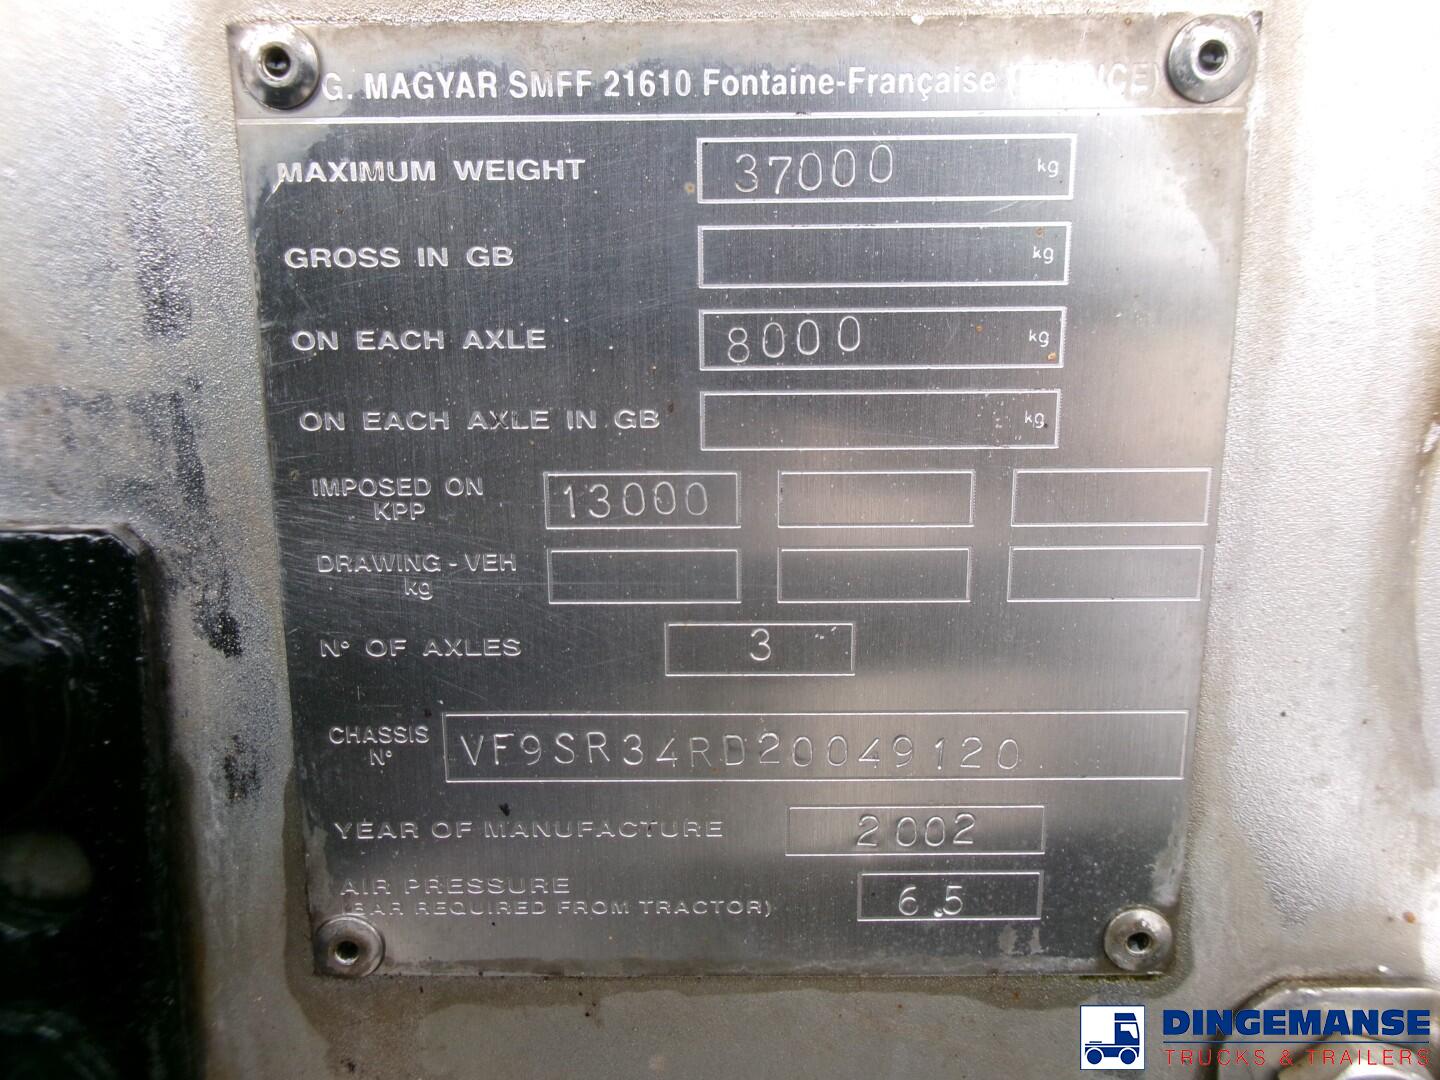 G. MAGYAR SMFF 21610 Fontaine-Française (FRANCE)
MAXIMUM WEIGHT 37000 kg
GROSS IN GB kg
ON EACH AXLE 8000 kg
ON EACH AXLE IN GB kg
IMPOSED ON 13000
KPP
DRAWING - VEH
kg
N° OF AXLES 3
CHASSIS VF9SR34RD20049120
N°
YEAR OF MANUFACTURE 2002
AIR PRESSURE 6.5
(BAR REQUIRED FROM TRACTOR)
DINGEMANSE
TRUCKS & TRAILERS